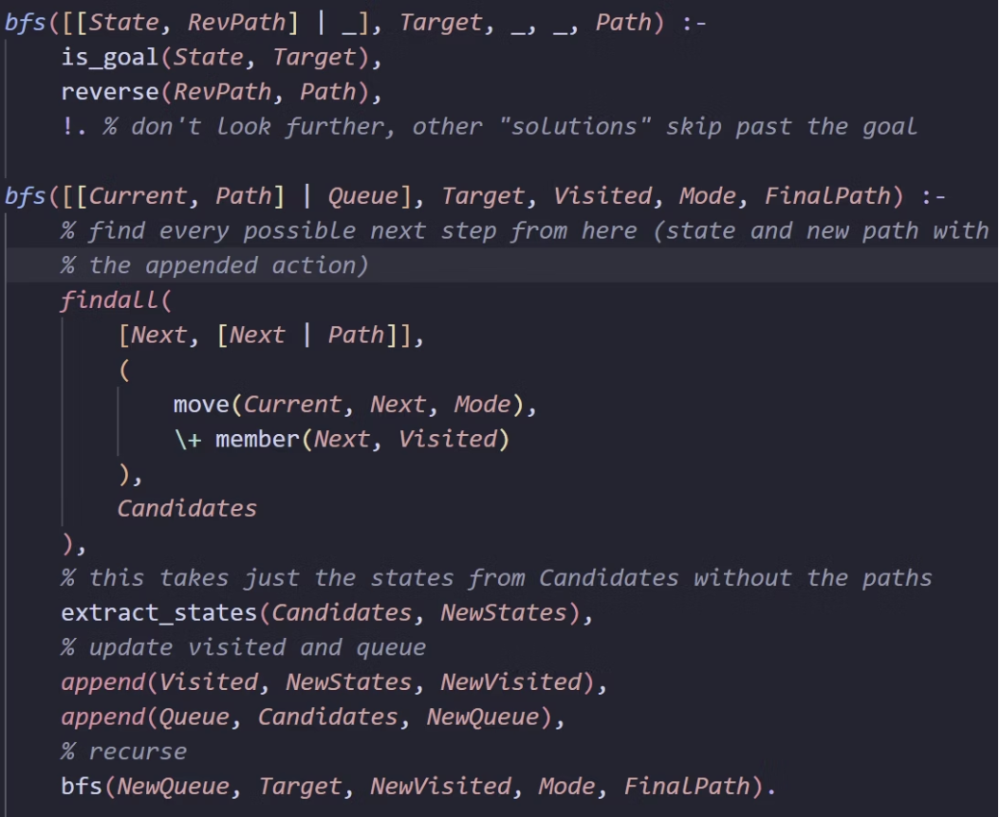 bfs([[State, RevPath] | _], Target, _, _, Path) :-
    is_goal(State, Target),
    reverse(RevPath, Path),
    !. % don't look further, other "solutions" skip past the goal

bfs([[Current, Path] | Queue], Target, Visited, Mode, FinalPath) :-
    % find every possible next step from here (state and new path with
    % the appended action)
    findall(
        [Next, [Next | Path]],
        (
            move(Current, Next, Mode),
            \+ member(Next, Visited)
        ),
        Candidates
    ),
    % this takes just the states from Candidates without the paths
    extract_states(Candidates, NewStates),
    % update visited and queue
    append(Visited, NewStates, NewVisited),
    append(Queue, Candidates, NewQueue),
    % recurse
    bfs(NewQueue, Target, NewVisited, Mode, FinalPath).